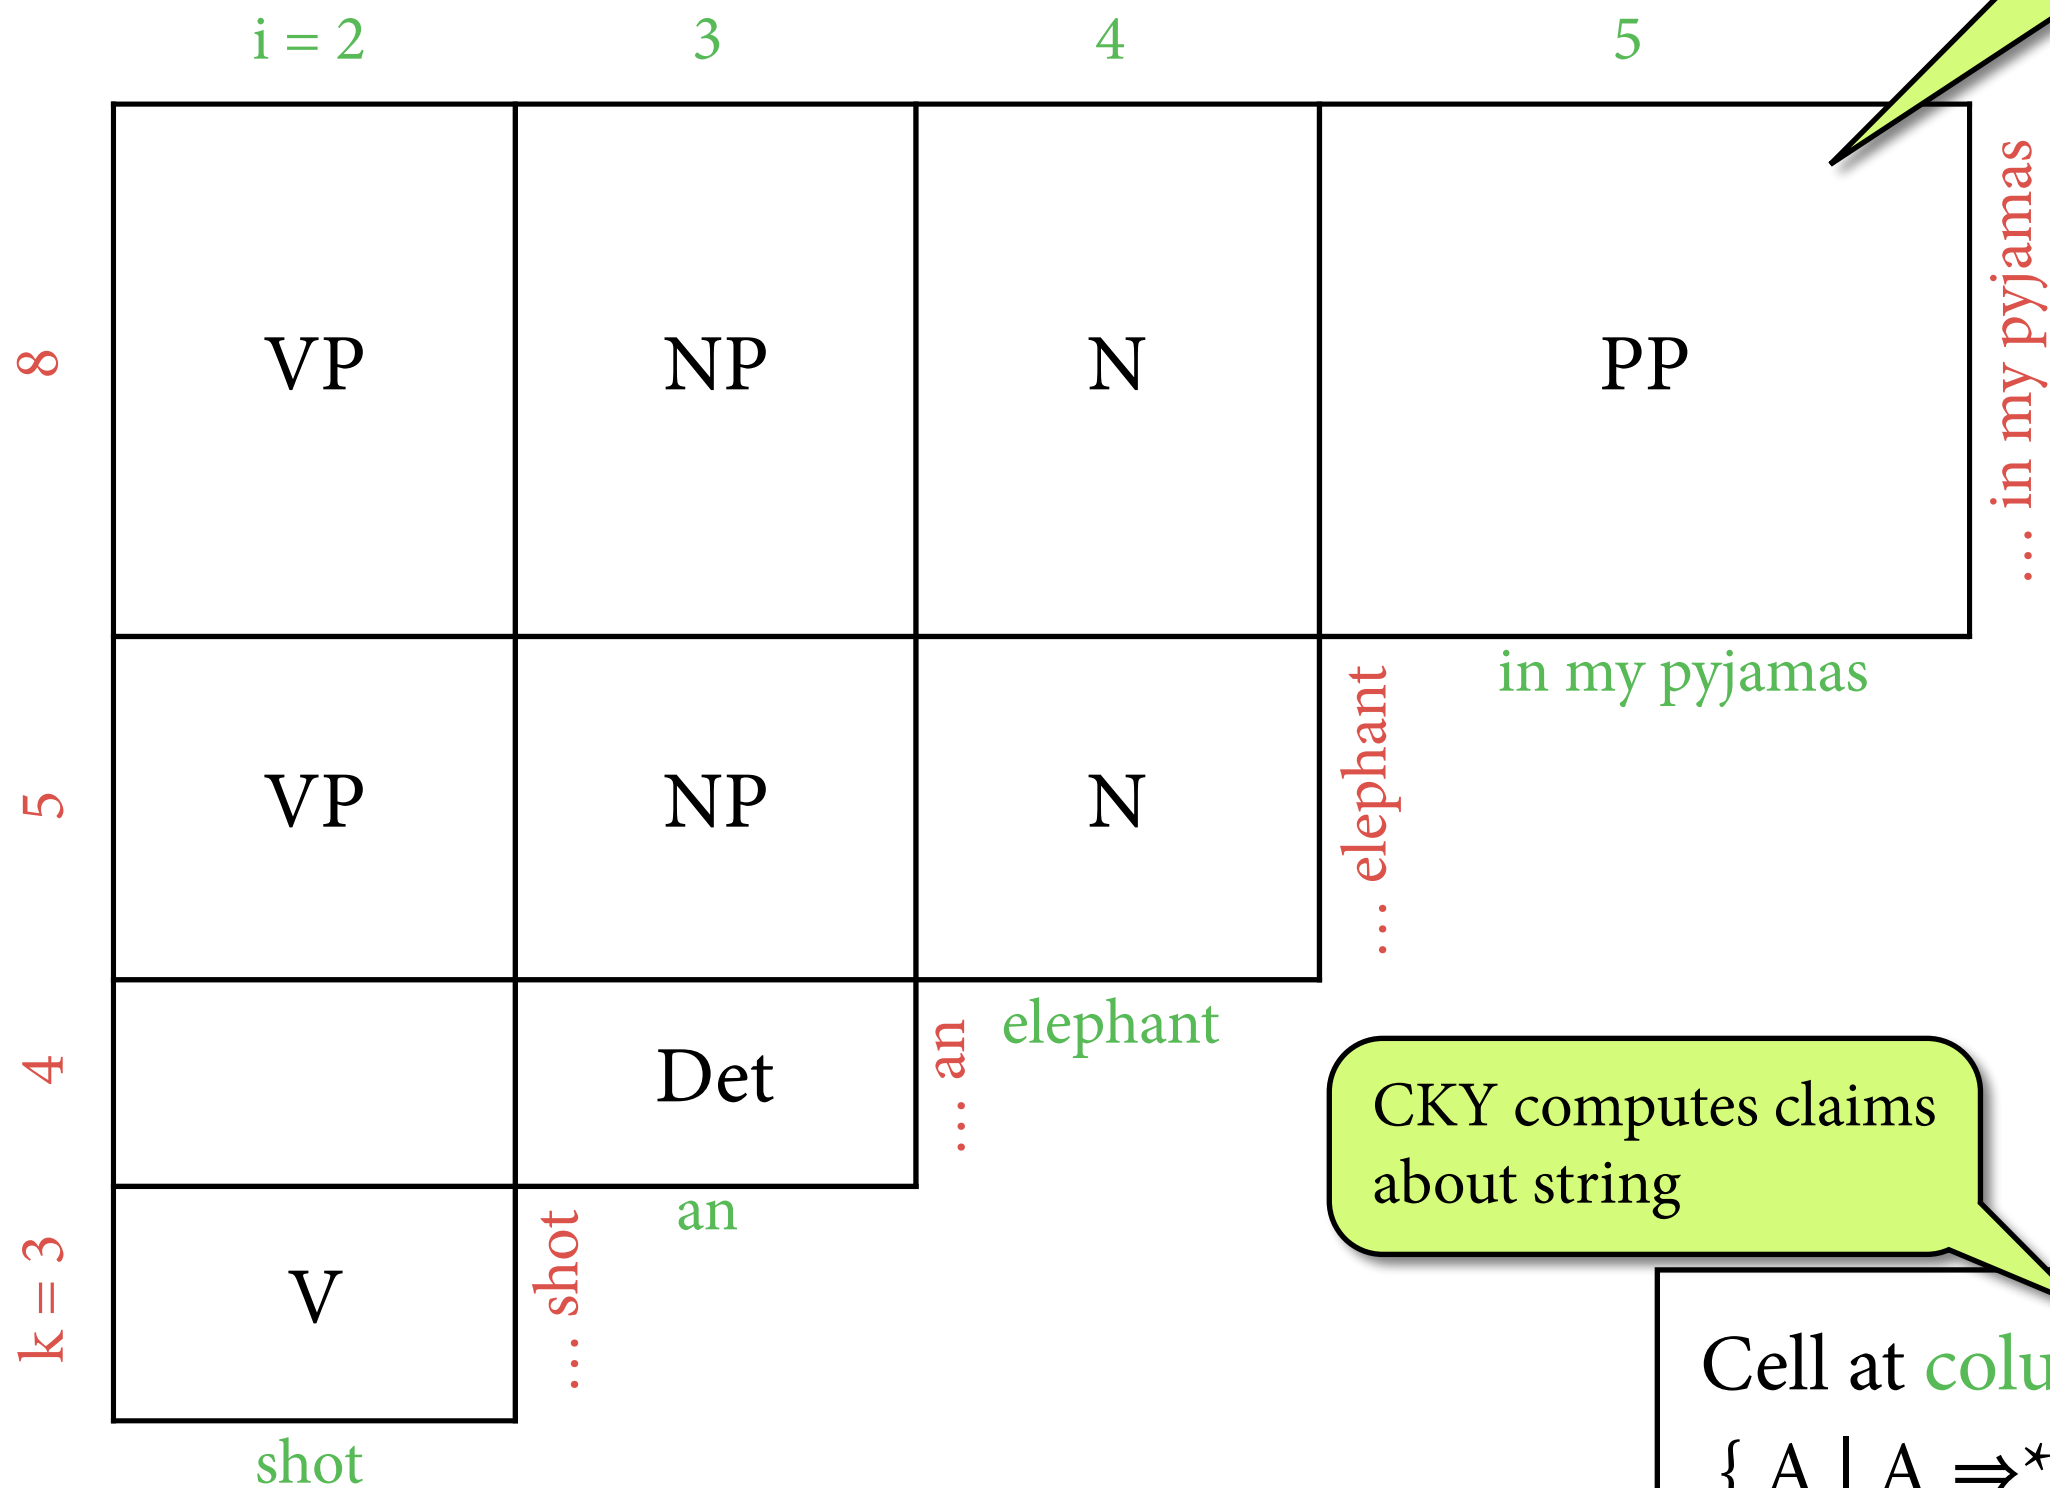 i = 2 3 4 5
8 VP NP N PP … in my pyjamas
in my pyjamas
5 VP NP N … elephant
elephant
4 Det … an
an
k = 3 V … shot
shot
CKY computes claims
about string
Cell at
{ A | A ⇒*